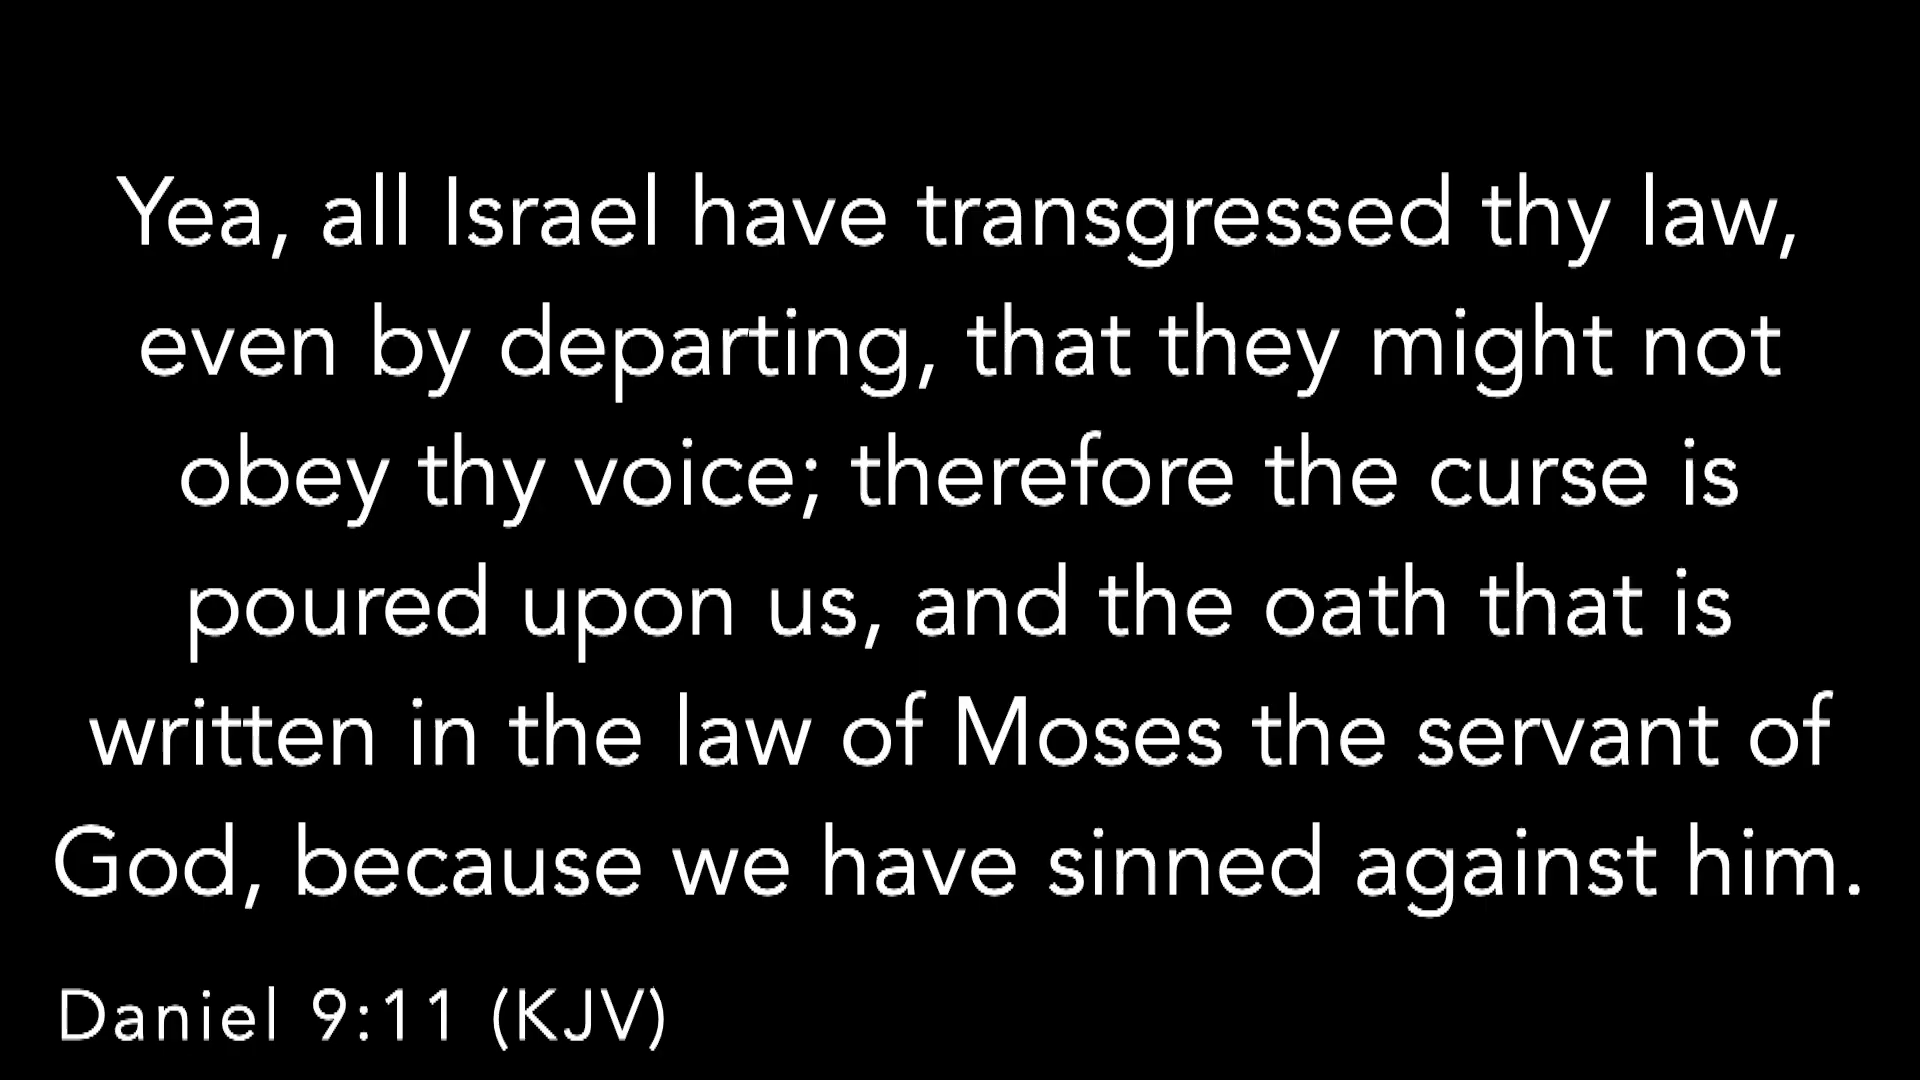 Yea, all Israel have transgressed thy law,
even by departing, that they might not
obey thy voice; therefore the curse is
poured upon us, and the oath that is
written in the law of Moses the servant of
God, because we have sinned against him.
Daniel 9:11 (KJV)